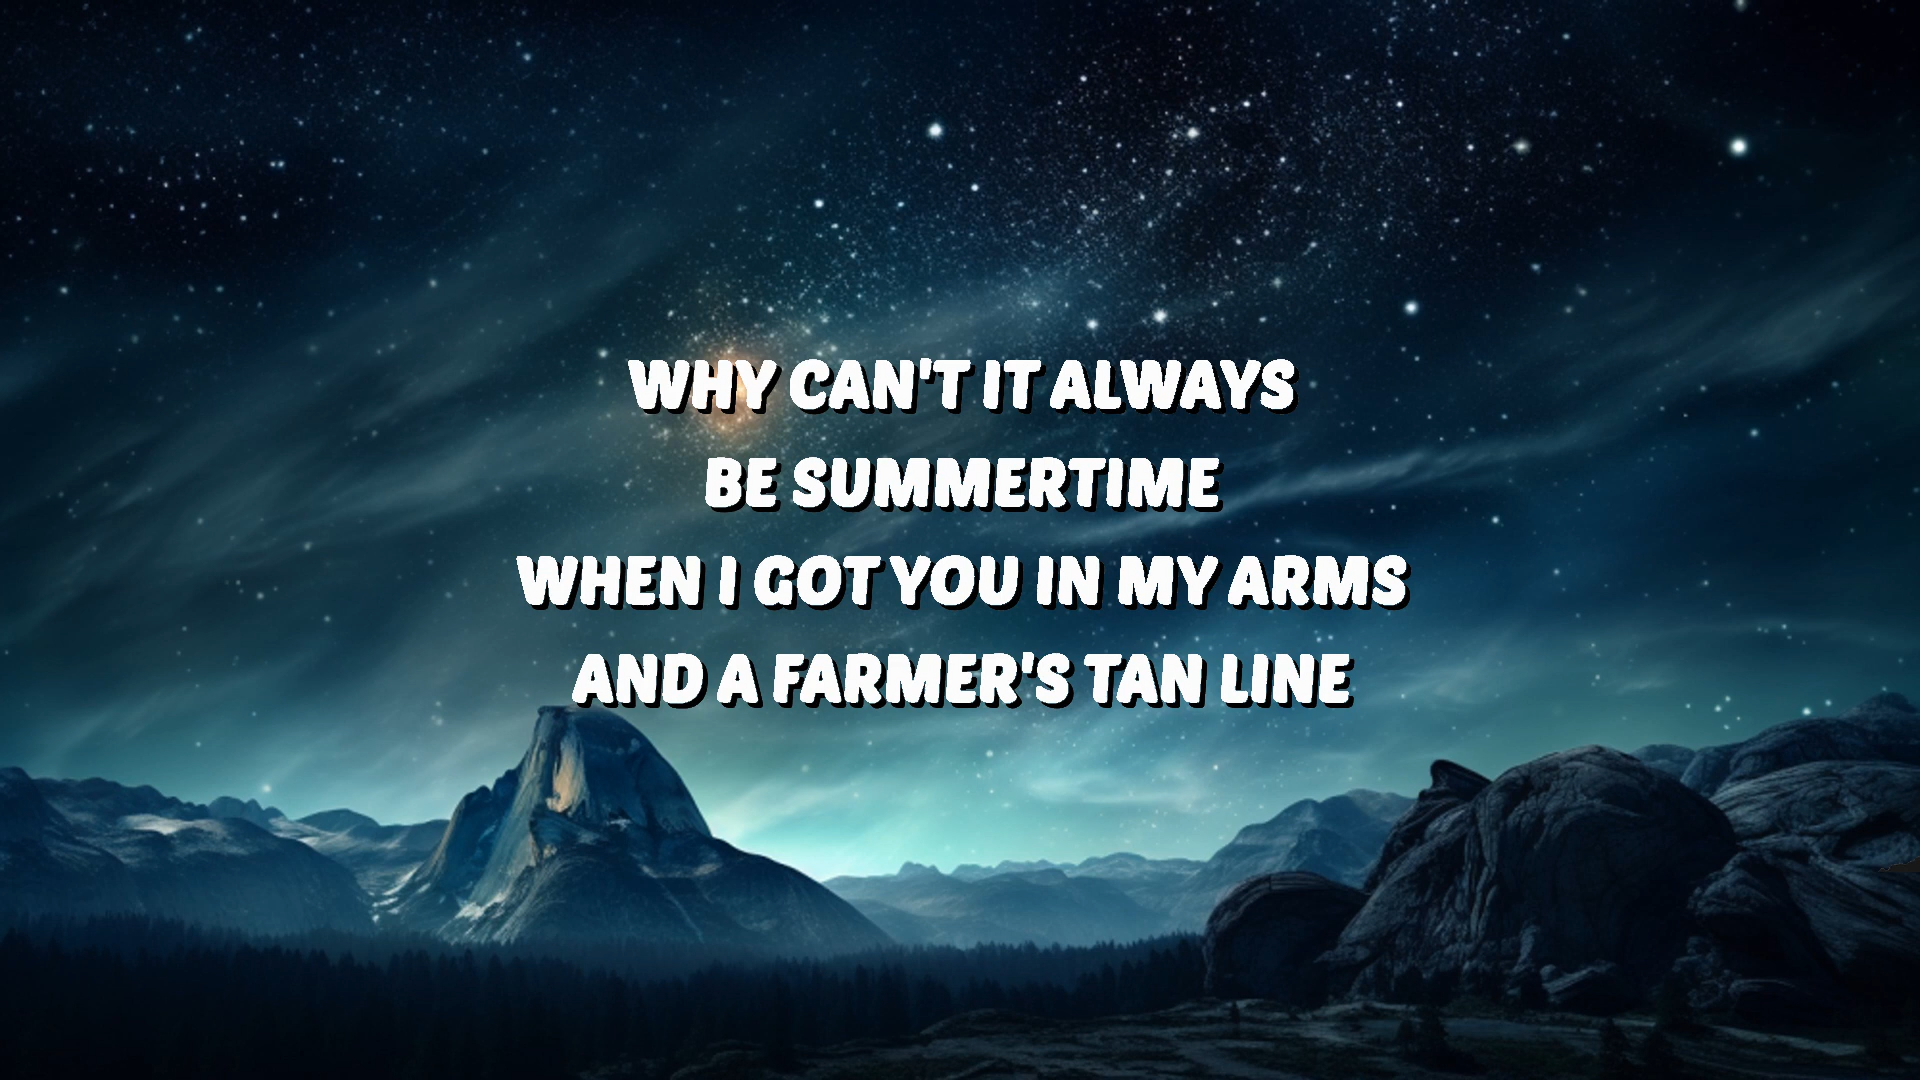 WHY CAN'T IT ALWAYS
BE SUMMERTIME
WHEN I GOT YOU IN MY ARMS
AND A FARMER'S TAN LINE